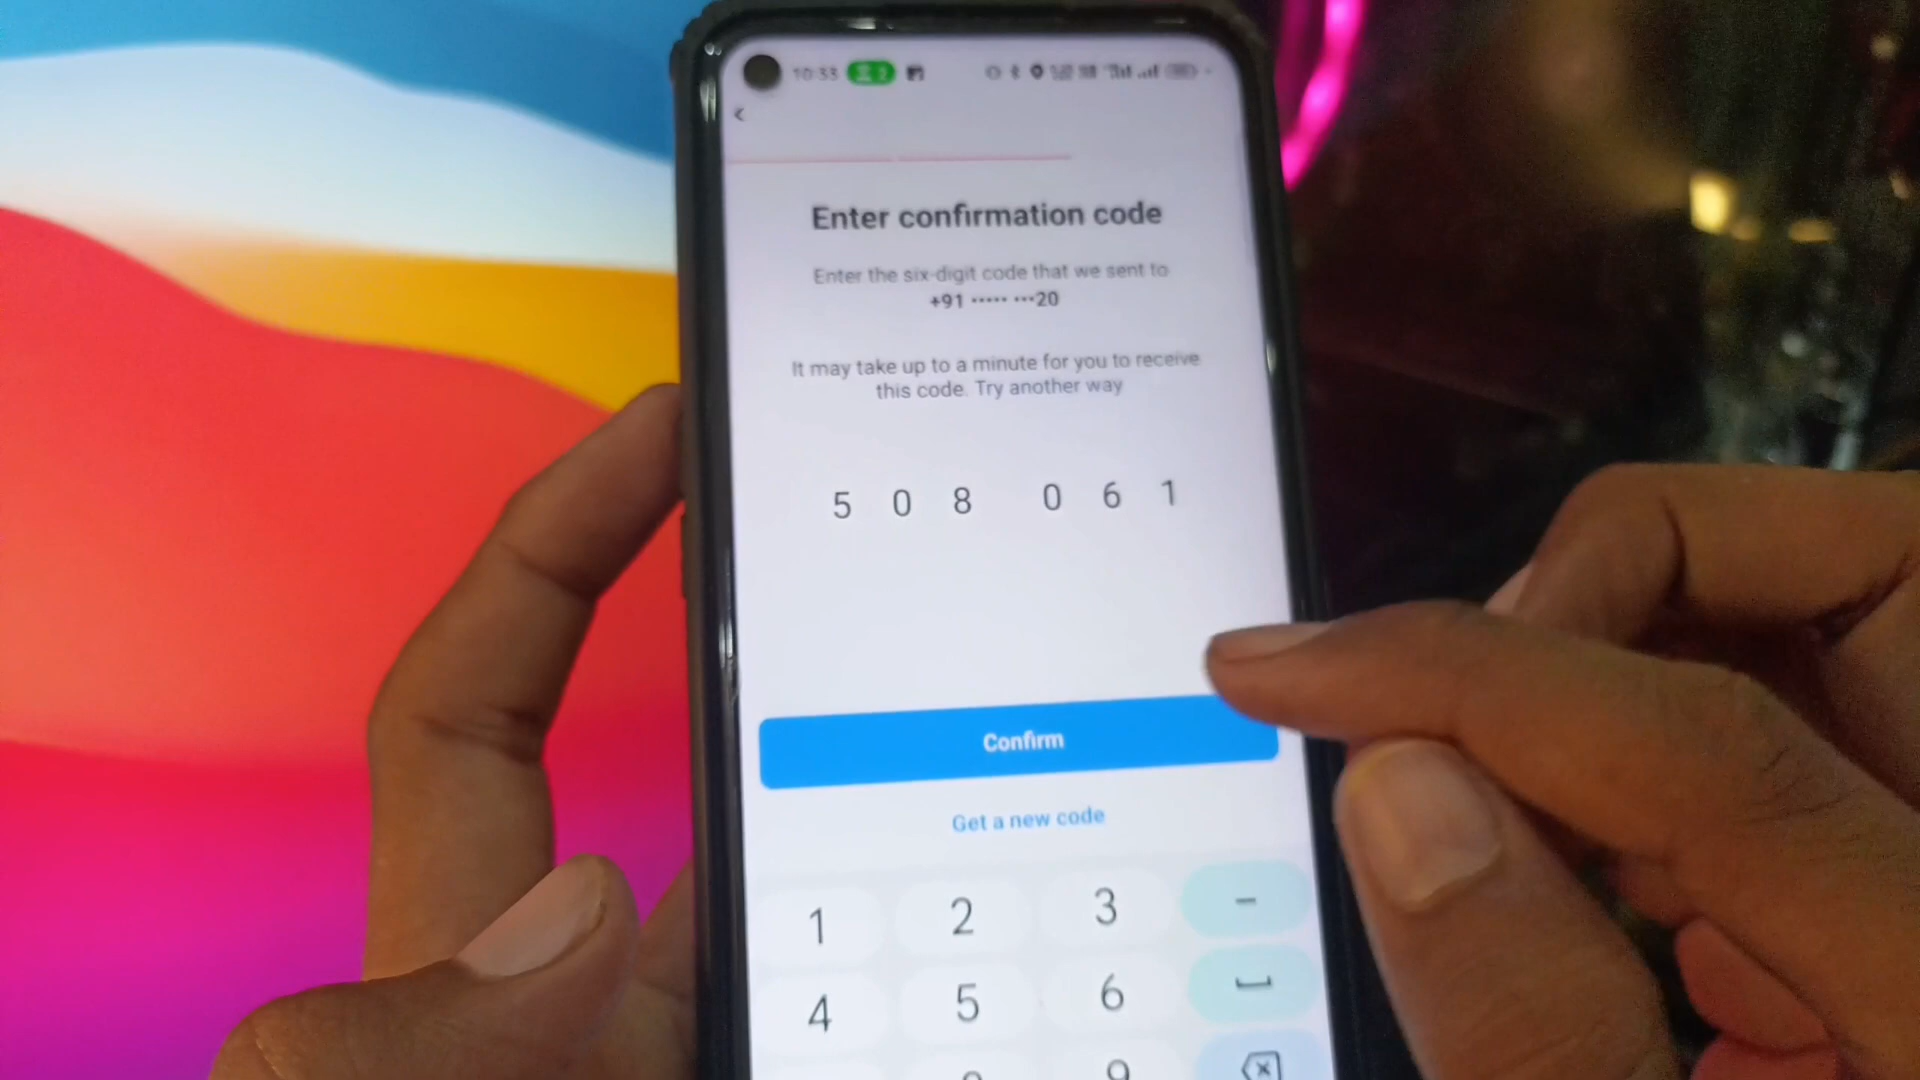 10:33
Enter confirmation code
Enter the six-digit code that we sent to
+91 ••••• •••20
It may take up to a minute for you to receive
this code. Try another way
5 0 8 0 6 1
Confirm
Get a new code
1 2 3 -
4 5 6
9